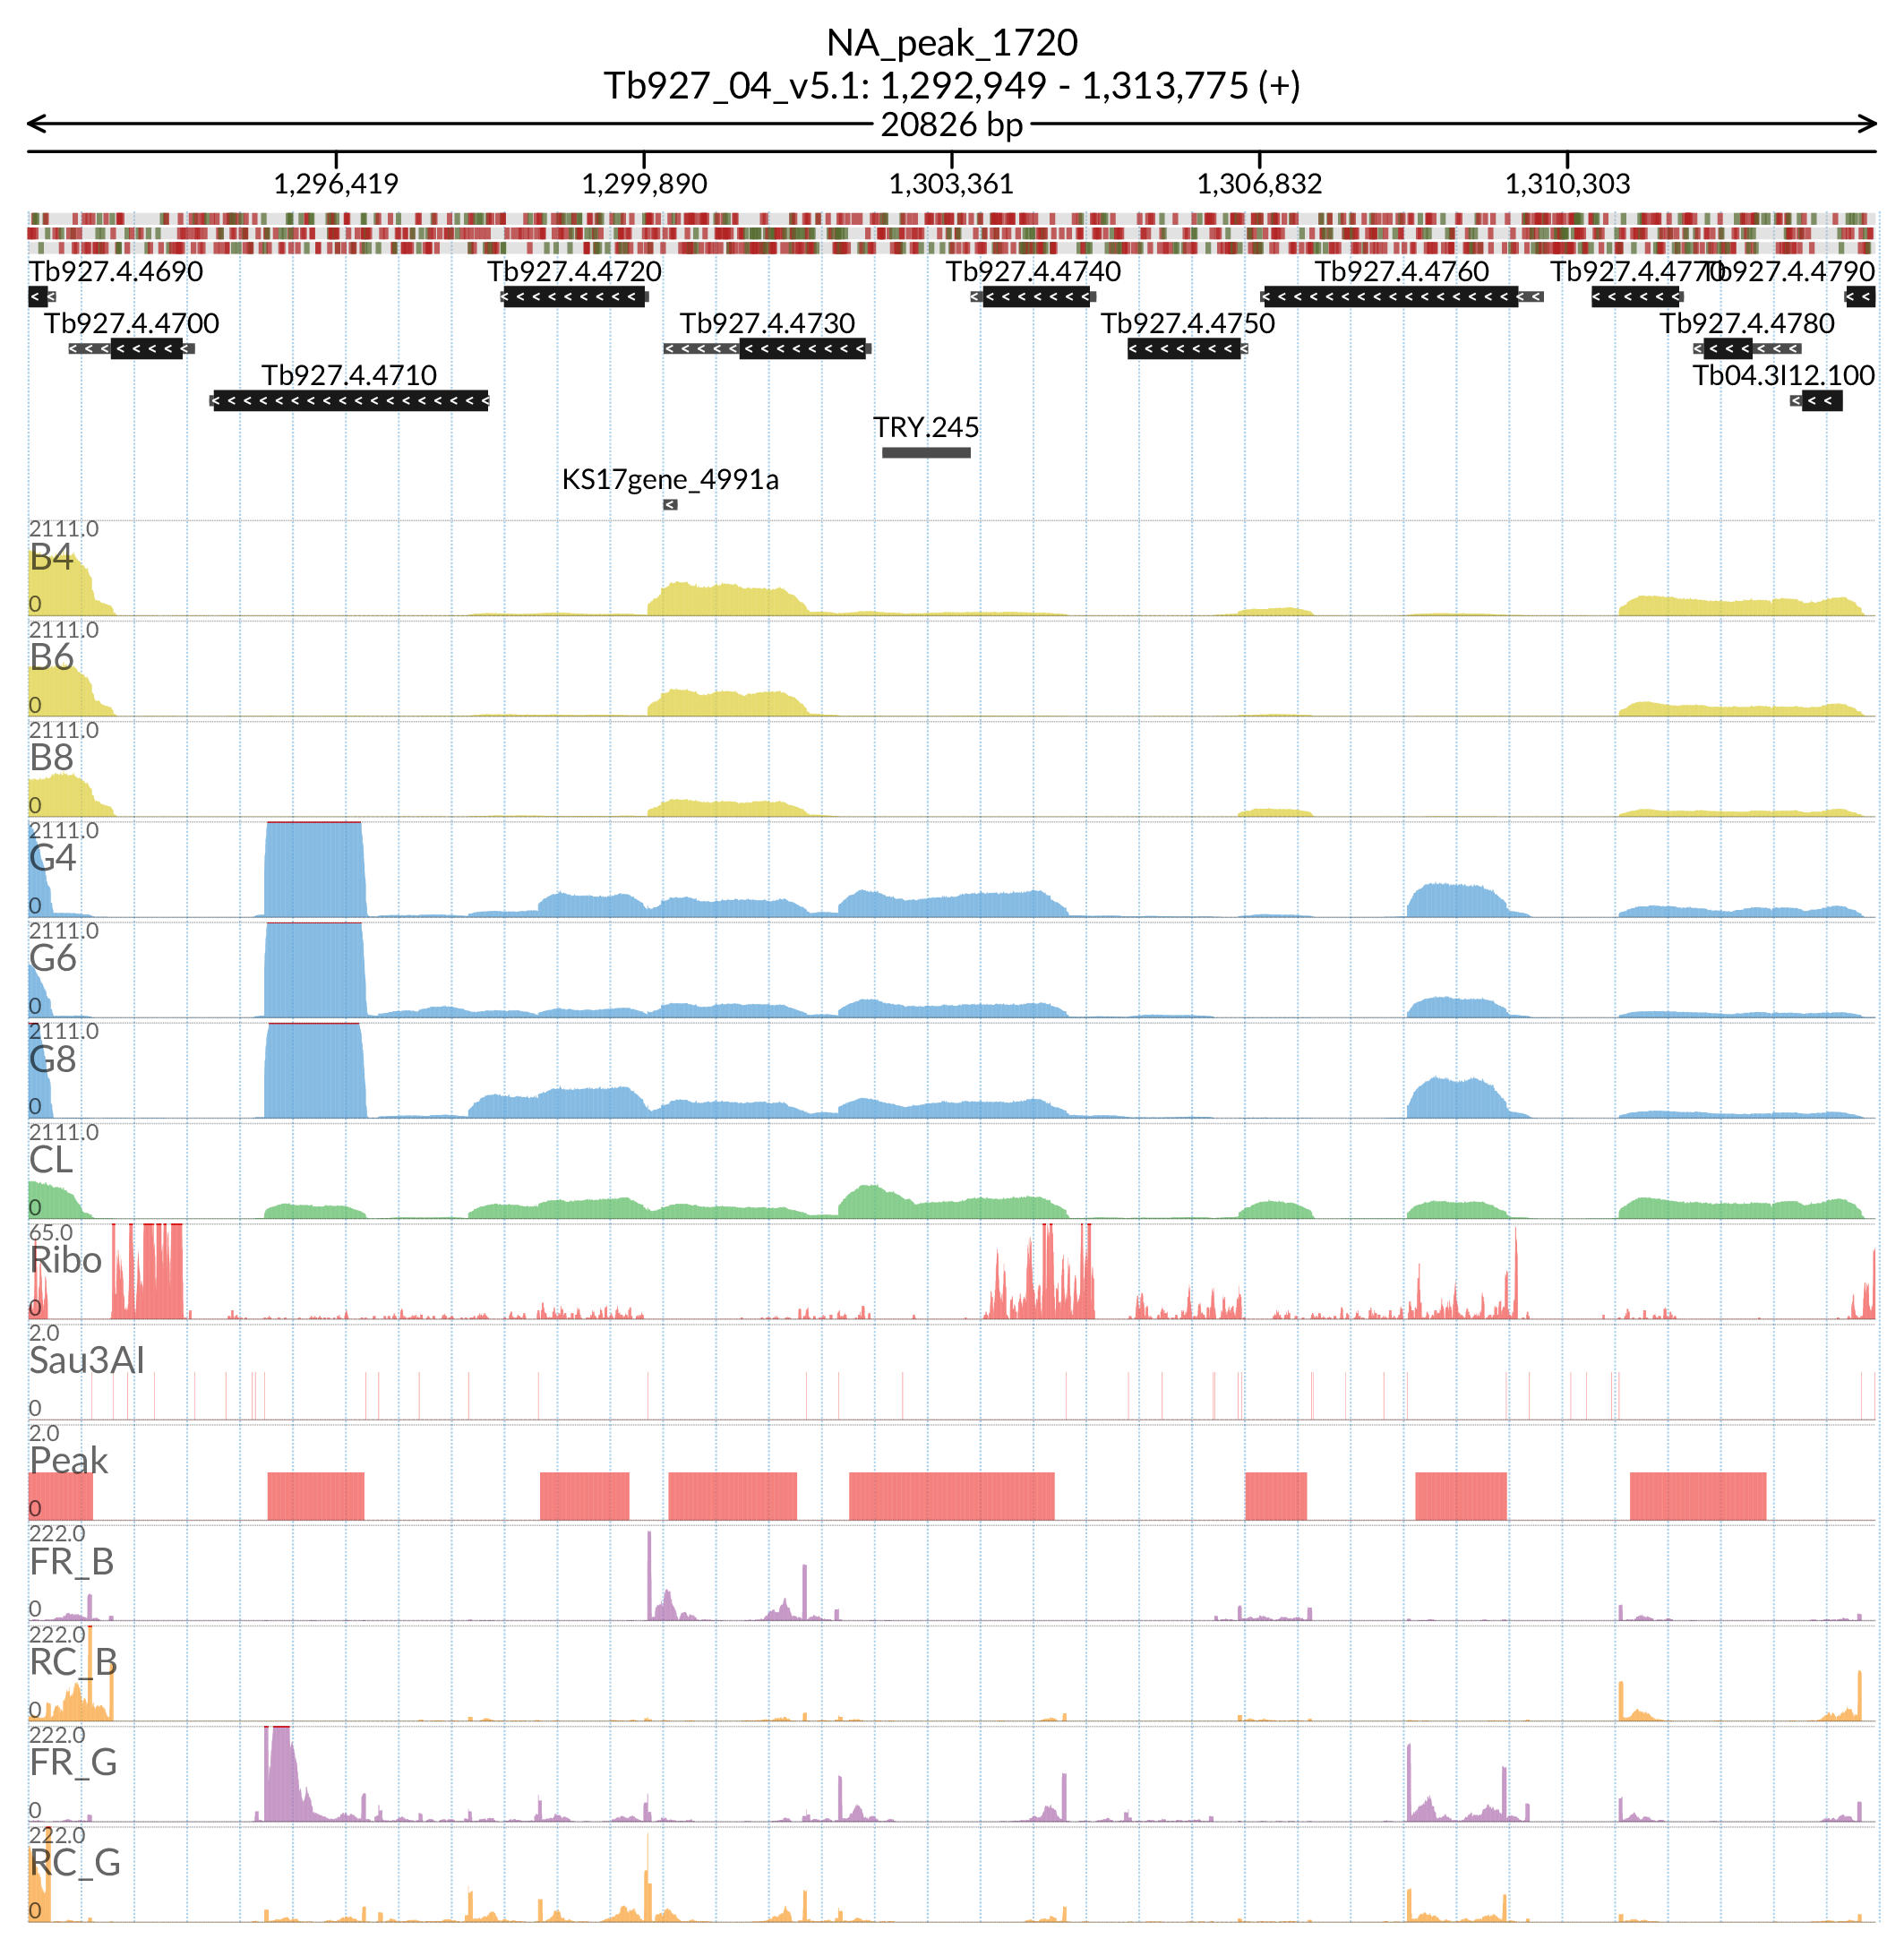 NA_peak_1720
Tb927_04_v5.1: 1,292,949 - 1,313,775 (+)
20826 bp
1,296,419 1,299,890 1,303,361 1,306,832 1,310,303
Tb927.4.4690 Tb927.4.4720 Tb927.4.4740 Tb927.4.4760 Tb927.4.4770 Tb927.4.4790
Tb927.4.4700 Tb927.4.4730 Tb927.4.4750 Tb927.4.4780
Tb927.4.4710 Tb04.3I12.100
TRY.245
KS17gene_4991a
2111.0
B4
0
2111.0
B6
0
2111.0
B8
0
2111.0
G4
0
2111.0
G6
0
2111.0
G8
0
2111.0
CL
0
65.0
Ribo
0
2.0
Sau3AI
0
2.0
Peak
0
222.0
FR_B
0
222.0
RC_B
0
222.0
FR_G
0
222.0
RC_G
0